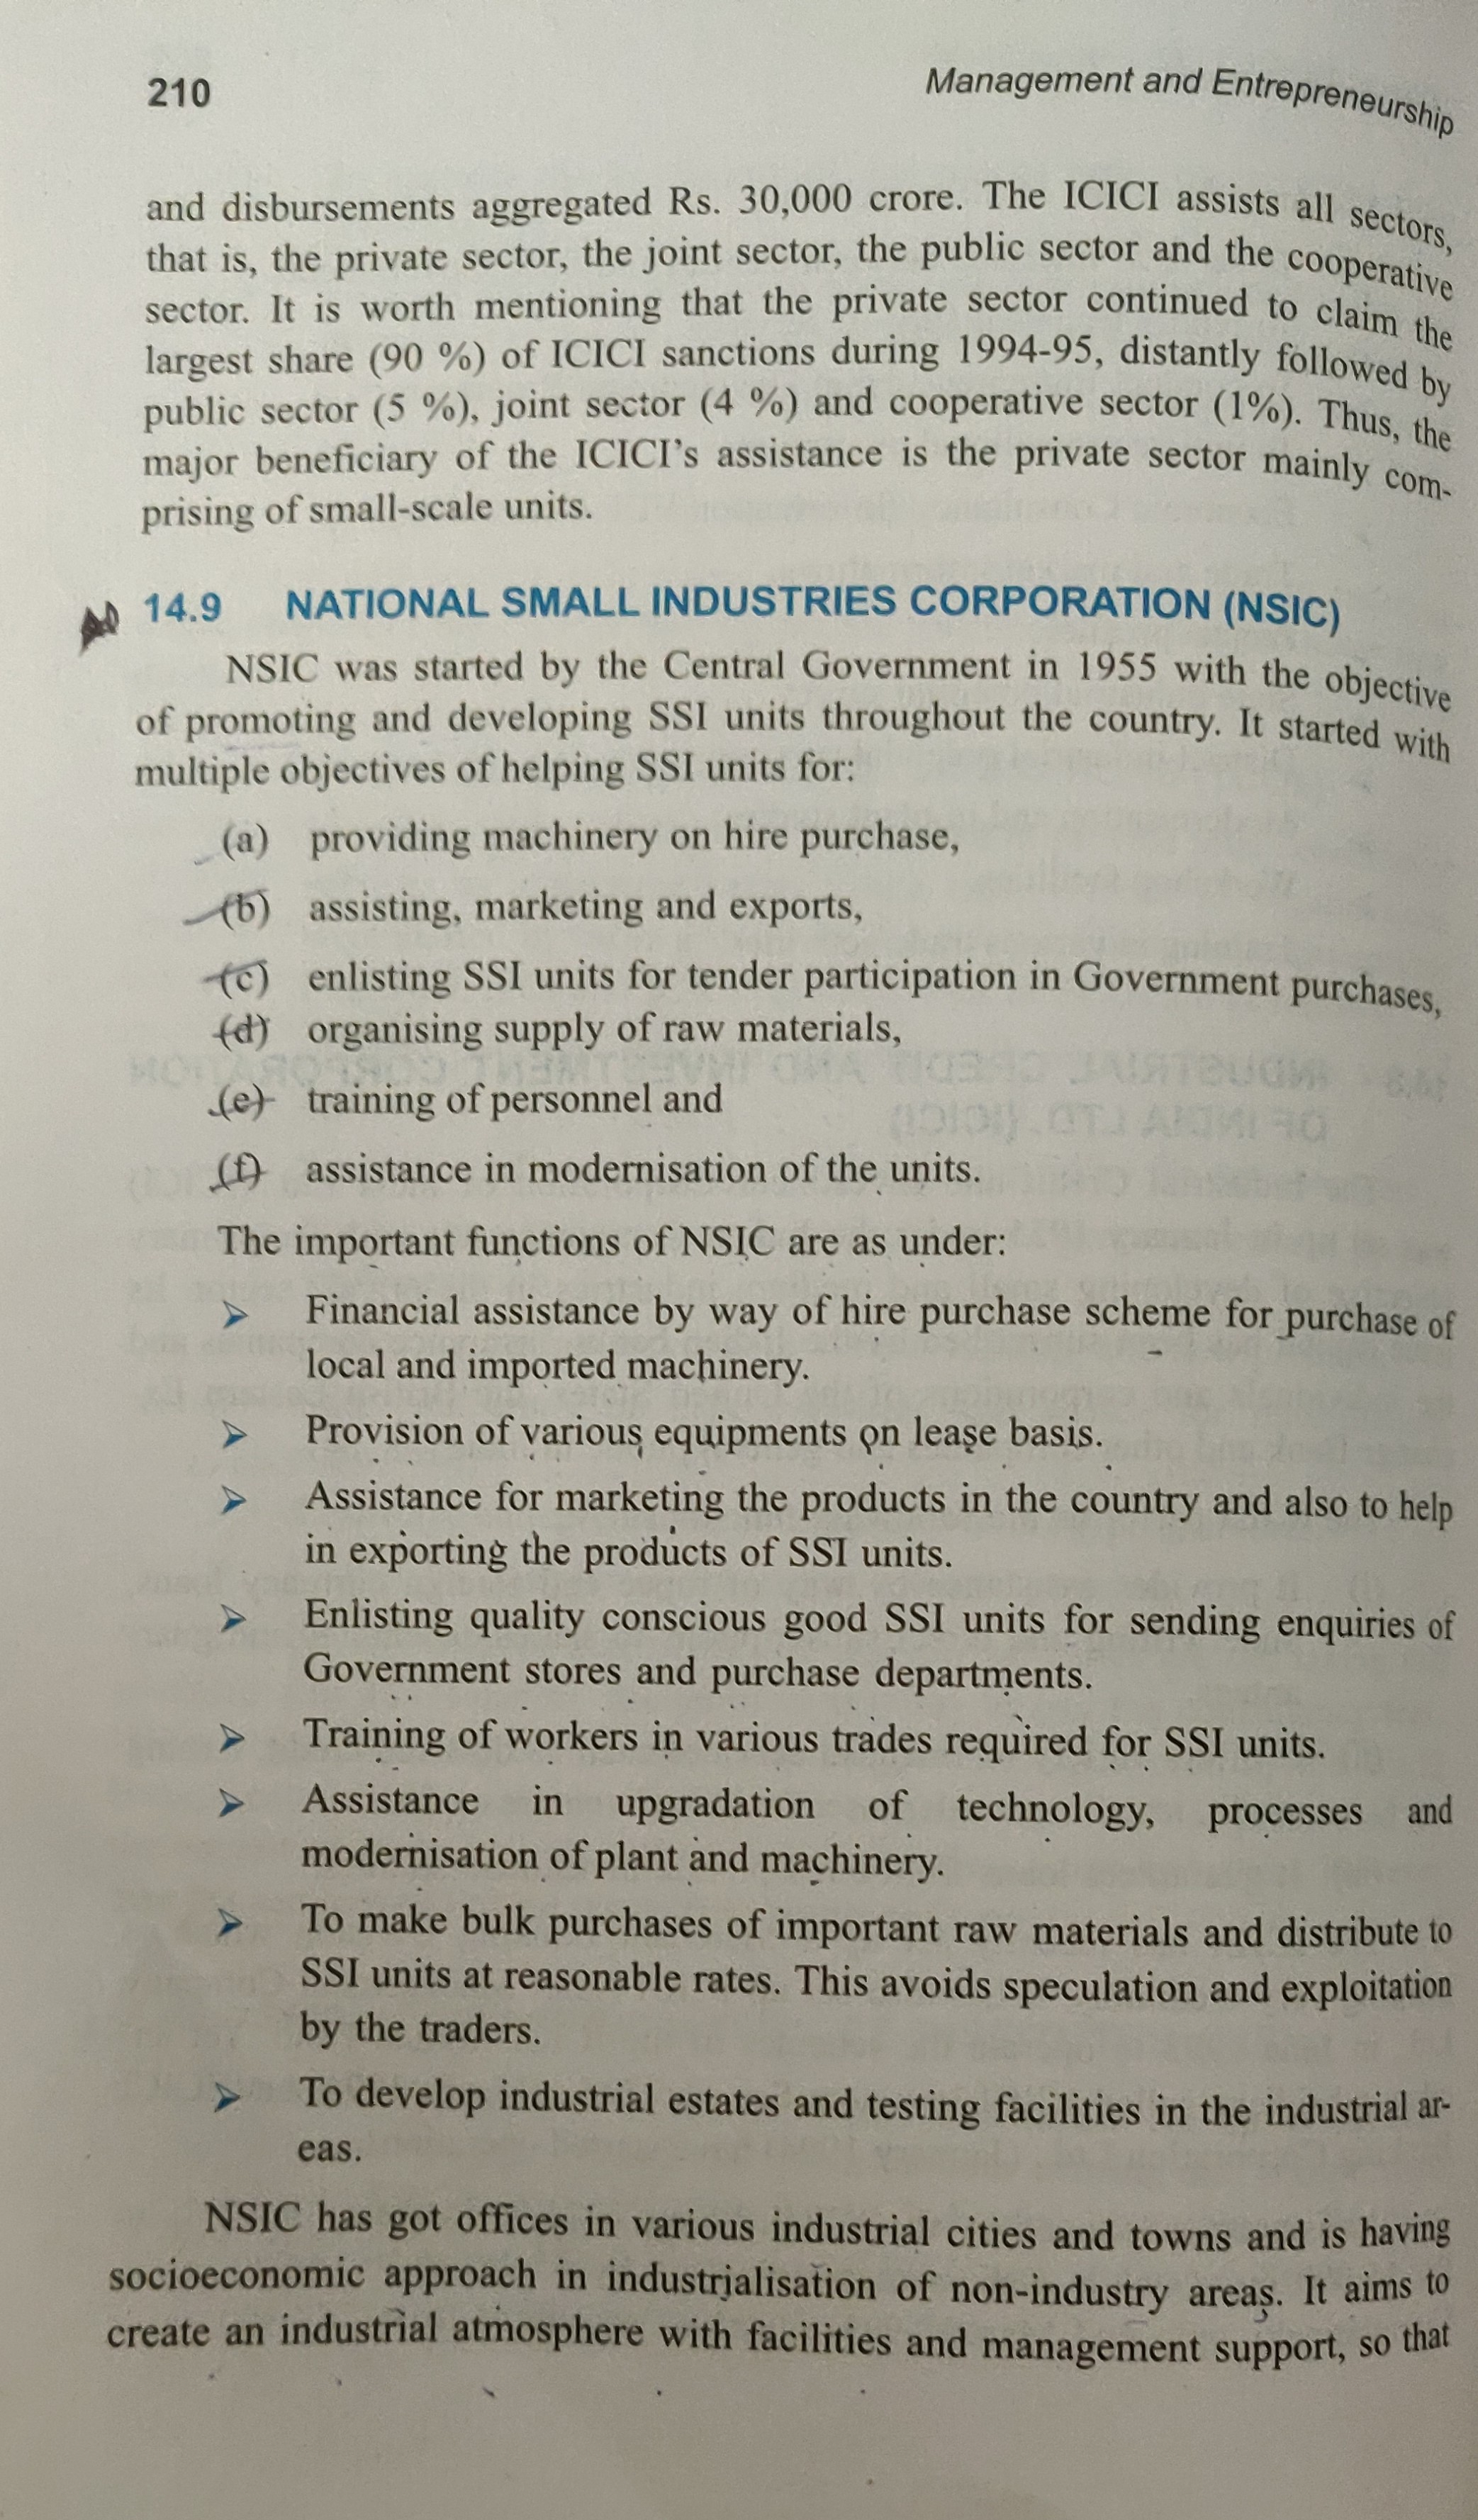 210
Management and Entrepreneurship
and disbursements aggregated Rs. 30,000 crore. The ICICI assists all sectors,
that is, the private sector, the joint sector, the public sector and the cooperative
sector. It is worth mentioning that the private sector continued to claim the
largest share (90 %) of ICICI sanctions during 1994-95, distantly followed by
public sector (5 %), joint sector (4 %) and cooperative sector (1%). Thus, the
major beneficiary of the ICICI's assistance is the private sector mainly com-
prising of small-scale units.
14.9 NATIONAL SMALL INDUSTRIES CORPORATION (NSIC)
NSIC was started by the Central Government in 1955 with the objective
of promoting and developing SSI units throughout the country. It started with
multiple objectives of helping SSI units for:
(a) providing machinery on hire purchase,
(b) assisting, marketing and exports,
(c) enlisting SSI units for tender participation in Government purchases,
(d) organising supply of raw materials,
(e) training of personnel and
(f) assistance in modernisation of the units.
The important functions of NSIC are as under:
➢ Financial assistance by way of hire purchase scheme for purchase of
local and imported machinery.
➢ Provision of various equipments on lease basis.
➢ Assistance for marketing the products in the country and also to help
in exporting the products of SSI units.
➢ Enlisting quality conscious good SSI units for sending enquiries of
Government stores and purchase departments.
➢ Training of workers in various trades required for SSI units.
➢ Assistance in upgradation of technology, processes and
modernisation of plant and machinery.
➢ To make bulk purchases of important raw materials and distribute to
SSI units at reasonable rates. This avoids speculation and exploitation
by the traders.
➢ To develop industrial estates and testing facilities in the industrial ar-
eas.
NSIC has got offices in various industrial cities and towns and is having
socioeconomic approach in industrialisation of non-industry areas. It aims to
create an industrial atmosphere with facilities and management support, so that